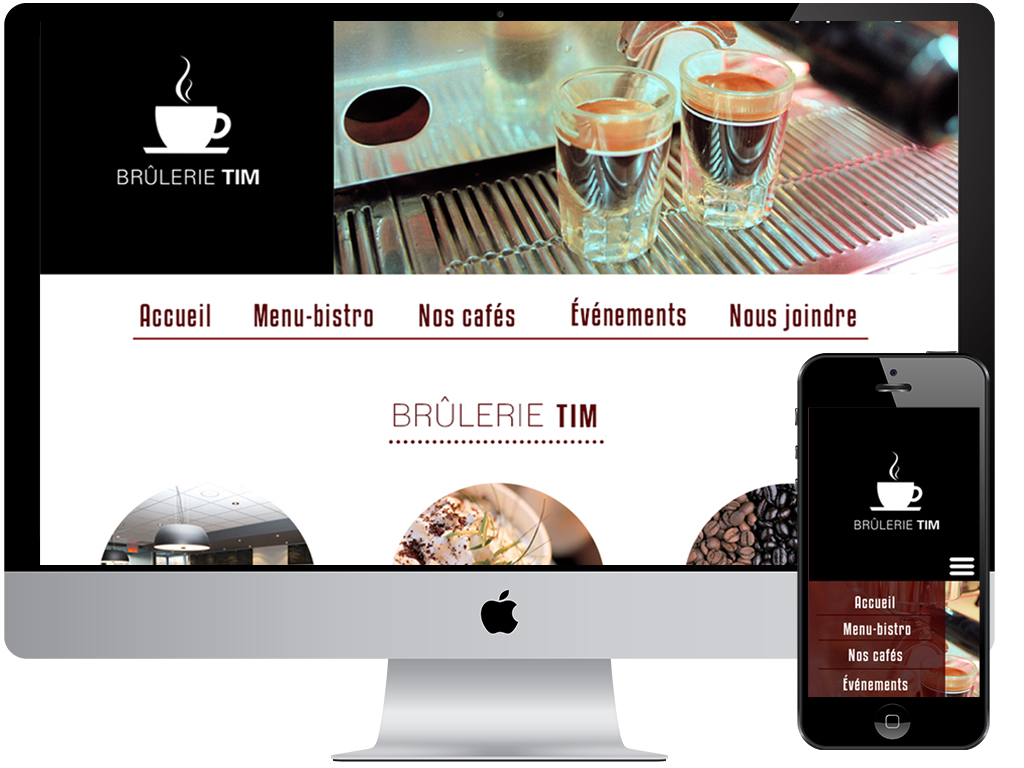 BRÛLERIE TIM
Accueil Menu-bistro Nos cafés Événements Nous joindre
BRÛLERIE TIM
BRÛLERIE TIM
Accueil
Menu-bistro
Nos cafés
Événements